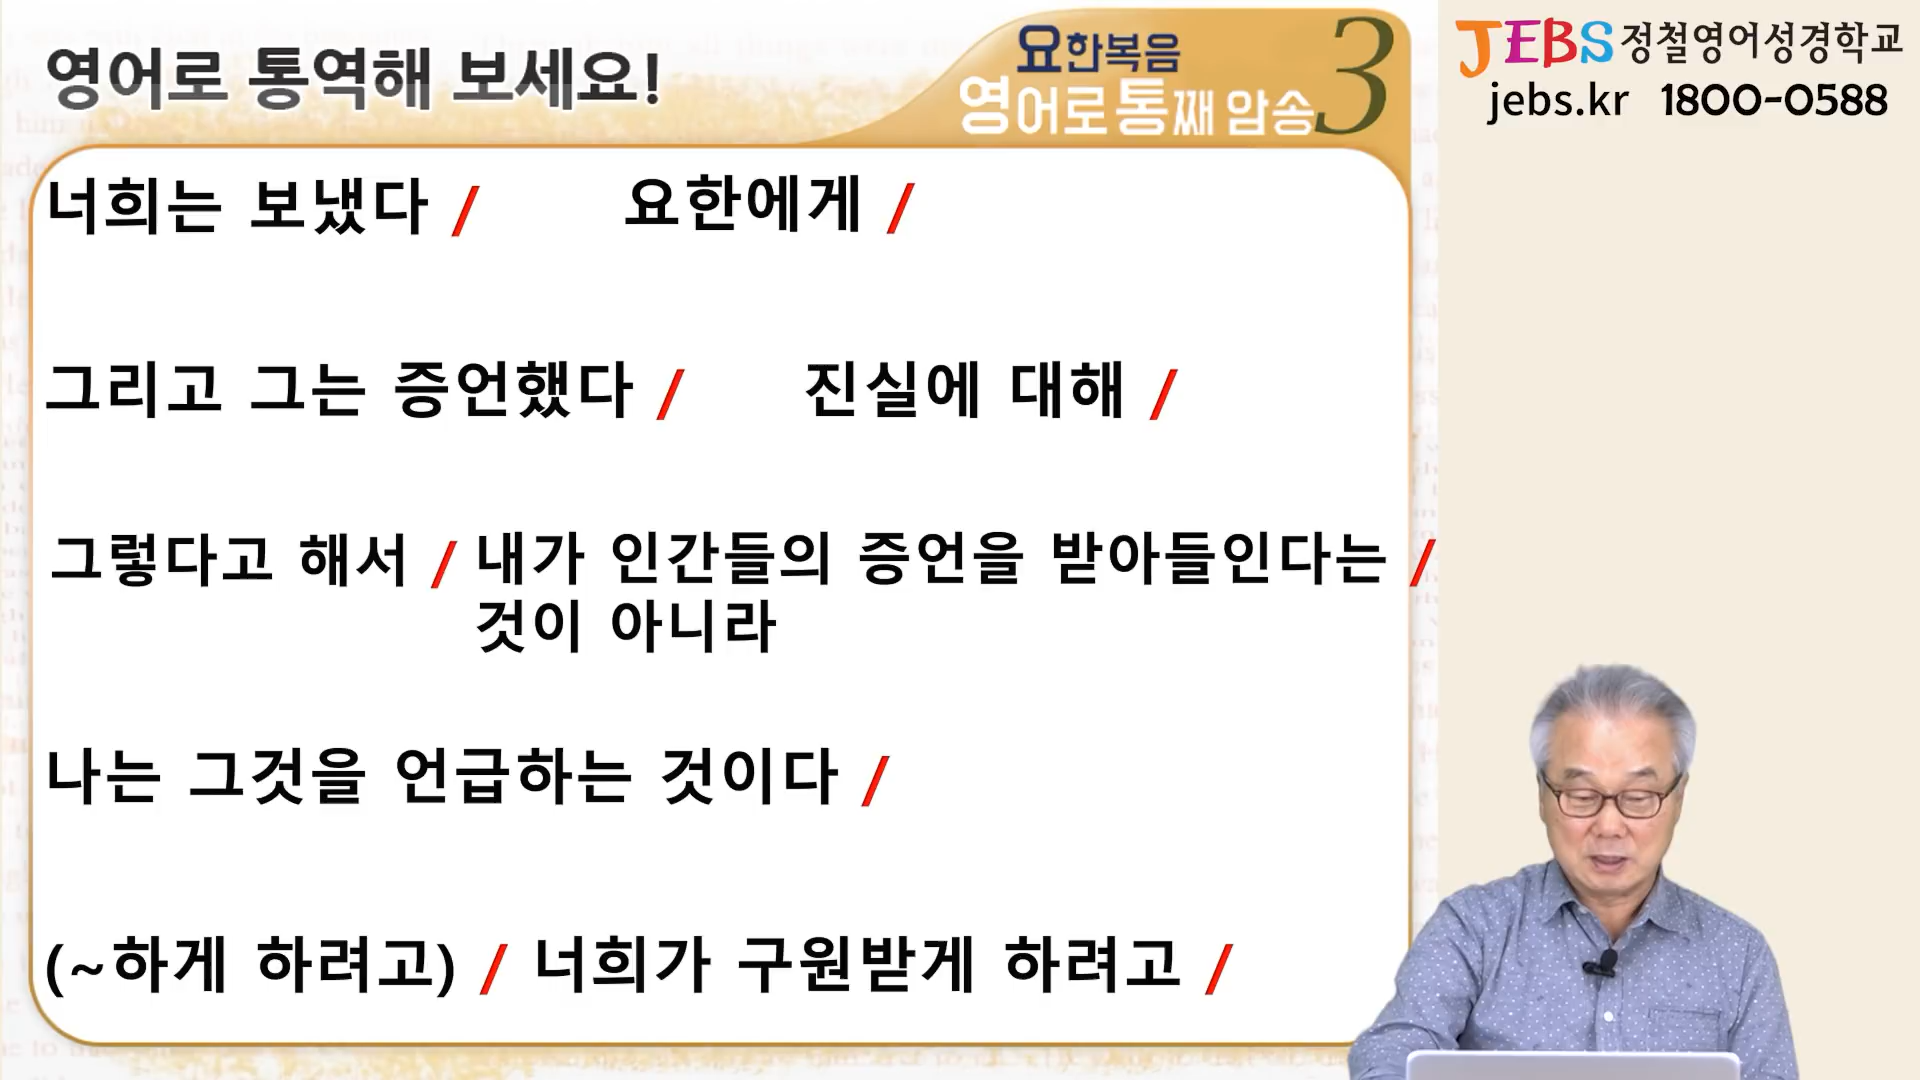 영어로 통역해 보세요!
요한복음
영어로 통째 암송 3
JEBS 정철영어성경학교
jebs.kr 1800-0588
너희는 보냈다 / 요한에게 /
그리고 그는 증언했다 / 진실에 대해 /
그렇다고 해서 / 내가 인간들의 증언을 받아들인다는 /
것이 아니라
나는 그것을 언급하는 것이다 /
(~하게 하려고) / 너희가 구원받게 하려고 /